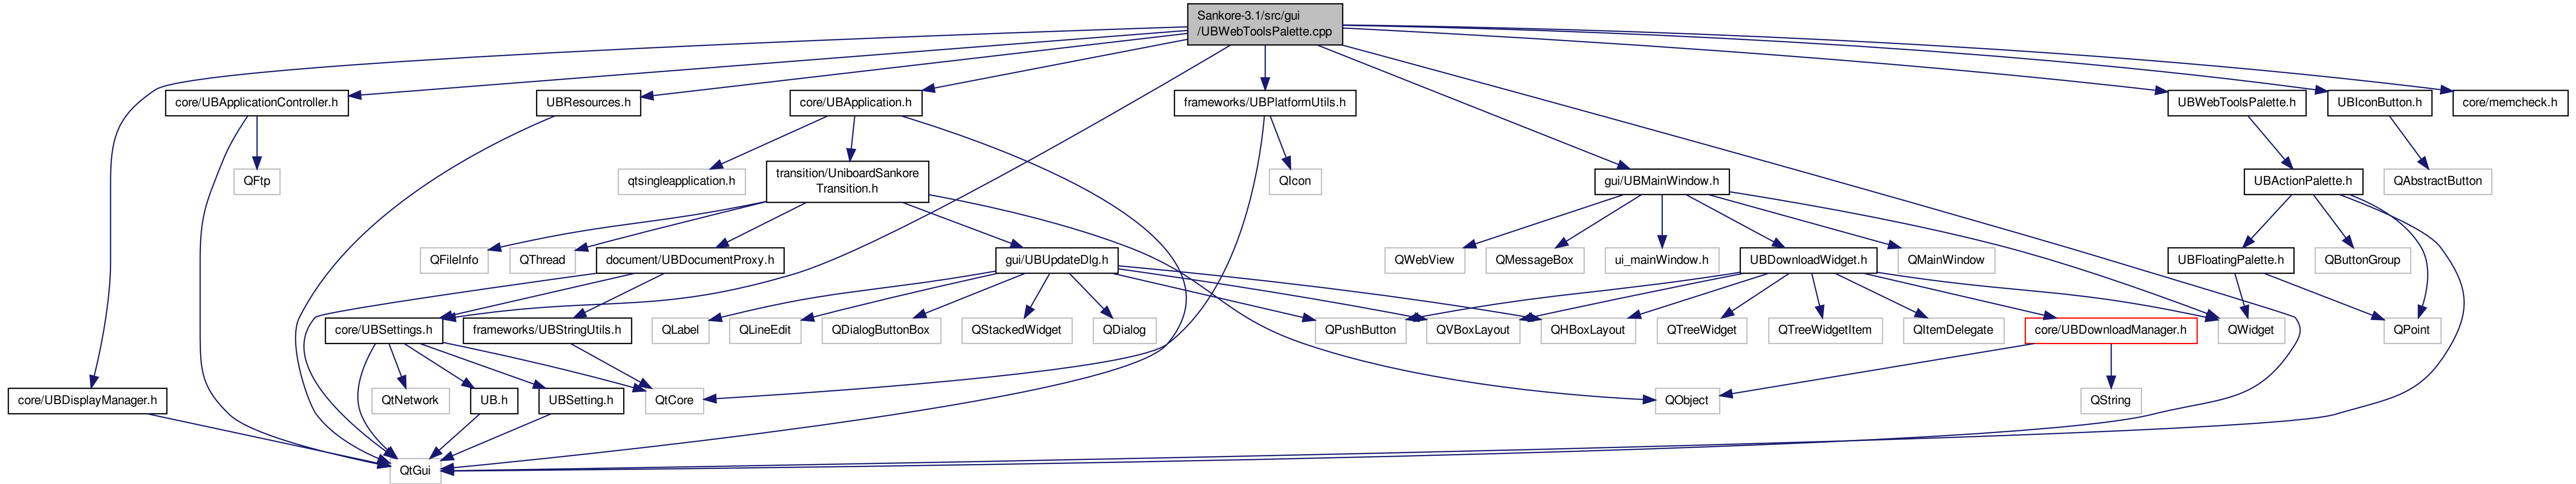 Sankore-3.1/src/gui
/UBWebToolsPalette.cpp
core/UBApplicationController.h
UBResources.h
core/UBApplication.h
frameworks/UBPlatformUtils.h
UBWebToolsPalette.h
UBIconButton.h
core/memcheck.h
QFtp
qtsingleapplication.h
transition/UniboardSankore
Transition.h
QIcon
gui/UBMainWindow.h
UBActionPalette.h
QAbstractButton
QFileInfo
QThread
document/UBDocumentProxy.h
gui/UBUpdateDlg.h
QWebView
QMessageBox
ui_mainWindow.h
UBDownloadWidget.h
QMainWindow
UBFloatingPalette.h
QButtonGroup
core/UBSettings.h
frameworks/UBStringUtils.h
QLabel
QLineEdit
QDialogButtonBox
QStackedWidget
QDialog
QPushButton
QVBoxLayout
QHBoxLayout
QTreeWidget
QTreeWidgetItem
QItemDelegate
core/UBDownloadManager.h
QWidget
QPoint
core/UBDisplayManager.h
QtNetwork
UB.h
UBSetting.h
QtCore
QObject
QString
QtGui